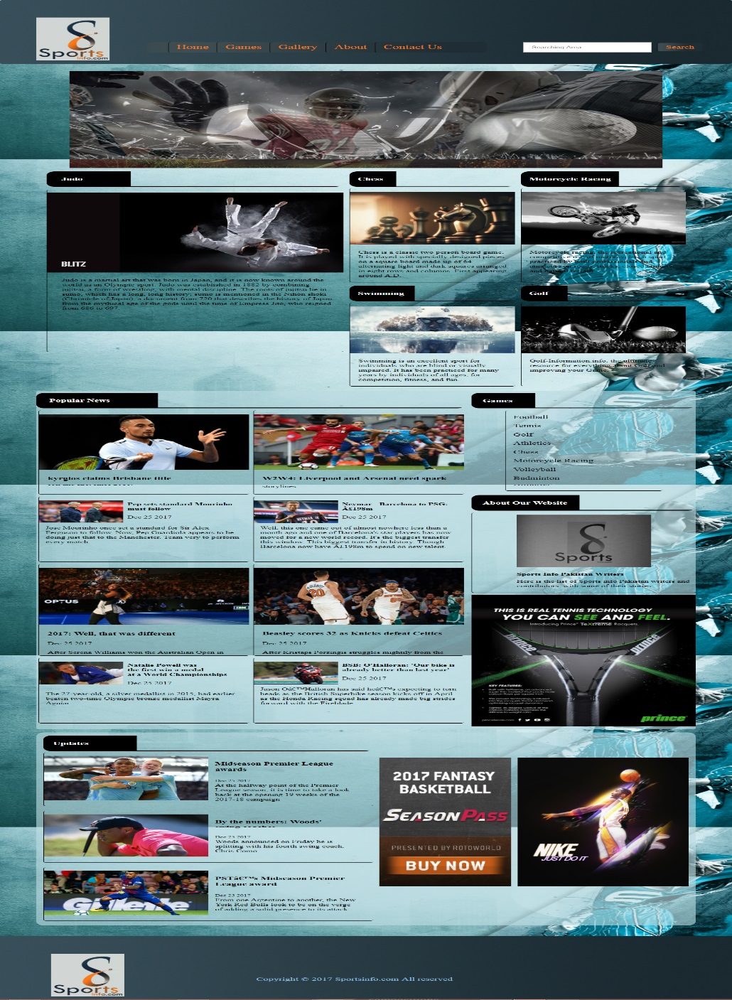 Sports
info.com
Home
Games
Gallery
About
Contact Us
Searching Area
Search
Judo
BLITZ
Judo is a martial art that was born in Japan, and it is now known around the
world as an Olympic sport. Judo was established in 1882 by combining
jujitsu, a form of wrestling, with mental discipline. The roots of jujitsu lie in
sumo, which has a long, long history; sumo is mentioned in the Nihon shoki
(Chronicle of Japan), a document from 720 that describes the history of Japan
from the mythical age of the gods until the time of Empress Jito, who reigned
from 686 to 697.
Chess
Chess is a classic two person board game.
It is played with specially designed pieces
on a square board made up of 64
alternating light and dark squares arranged
in eight rows and columns. First appearing
around A.D.
Motorcycle Racing
Motorcycle racing, the recreational and
practiced by both professionals and
Swimming
Swimming is an excellent sport for
individuals who are blind or visually
impaired. It has been practiced for many
years by individuals of all ages, for
competition, fitness, and fun.
Golf
Golf-Information.info, the ultimate
resource for everything about Golf and
improving your Game.
Popular News
kyrgios claims Brisbane title
W2W4: Liverpool and Arsenal need spark
storylines
Pep sets standard Mourinho
must follow
Dec 25 2017
Jose Mourinho once set a standard for Sir Alex
Ferguson to follow. Now, Pep Guardiola appears to be
doing just that to the Manchester. Team very to perform
every match.
Neymar - Barcelona to PSG:
Â£198m
Dec 25 2017
Well, this one came out of almost nowhere less than a
month ago and one of Barcelona's star players has now
moved for a new world record. It's the biggest transfer
this window. This biggest transfer in history. Though
Barcelona now have Â£198m to spend on new talent.
OPTUS
IBM
2017: Well, that was different
Dec 25 2017
After Serena Williams won the Australian Open in
20
Beasley scores 32 as Knicks defeat Celtics
Dec 25 2017
After Kristaps Porzingis struggles mightily from the
Natalie Powell was
the first win a medal
at a World Championships
Dec 25 2017
The 27-year-old, a silver medallist in 2015, had earlier
beaten two-time Olympic bronze medallist Mayra
Aguiar
BSB: O'Halloran: 'Our bike is
already better than last year'
Dec 25 2017
Jason Oâ€™Halloran has said heâ€™s expecting to turn
heads as the British Superbike season kicks off in April
as the Honda Racing squad has already made big strides
forward with the Fireblade
Games
Football
Tennis
Golf
Athletics
Chess
Motorcycle Racing
Volleyball
Badminton
About Our Website
Sports
Sports Info Pakistan Writers
Here is the list of Sports info Pakistan writers and
contributors, with some of their stories.
THIS IS REAL TENNIS TECHNOLOGY
YOU CAN SEE AND FEEL.
Introducing Prince® TeXtreme Racquets.
KEY FEATURES:
prince
Updates
Midseason Premier League
awards
Dec 25 2017
At the halfway point of the Premier
League season, it is time to take a look
back at the opening 19 weeks of the
2017-18 campaign
By the numbers: Woods'
Dec 23 2017
Woods announced on Friday he is
splitting with his fourth swing coach,
Chris Como
Gillette
PSTâ€™s Midseason Premier
League award
Dec 23 2017
From one Argentine to another, the New
York Red Bulls look to be on the verge
of adding a solid presence to its attack
2017 FANTASY
BASKETBALL
SEASON PASS
PRESENTED BY ROTOWORLD
BUY NOW
NIKE
JUST DO IT
Sports
info.com
Copyright © 2017 Sportsinfo.com All reserved